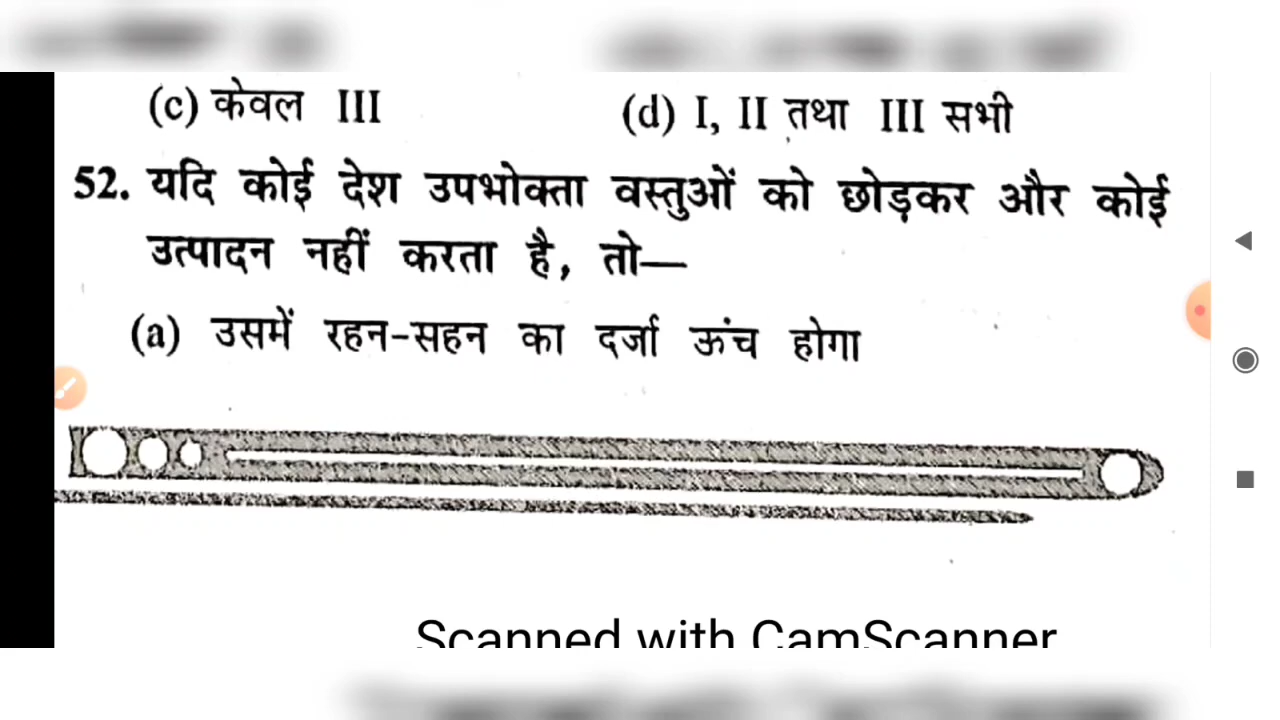 (c) केवल III (d) I, II तथा III सभी
52. यदि कोई देश उपभोक्ता वस्तुओं को छोड़कर और कोई
उत्पादन नहीं करता है, तो—
(a) उसमें रहन-सहन का दर्जा ऊंच होगा
Scanned with CamScanner